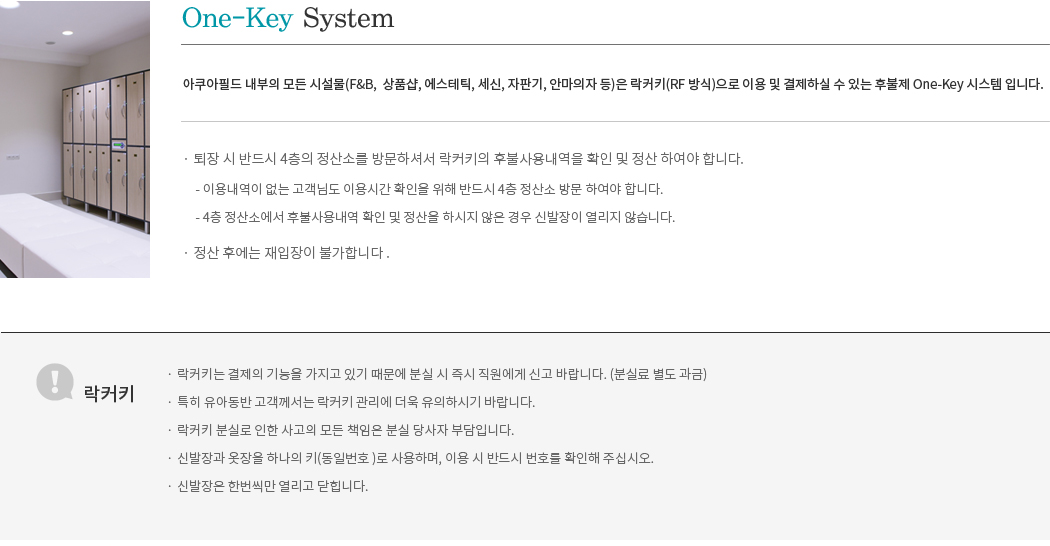 One-Key System
아쿠아필드 내부의 모든 시설물(F&B, 상품샵, 에스테틱, 세신, 자판기, 안마의자 등)은 락커키(RF 방식)으로 이용 및 결제하실 수 있는 후불제 One-Key 시스템 입니다.
· 퇴장 시 반드시 4층의 정산소를 방문하셔서 락커키의 후불사용내역을 확인 및 정산 하여야 합니다.
- 이용내역이 없는 고객님도 이용시간 확인을 위해 반드시 4층 정산소 방문 하여야 합니다.
- 4층 정산소에서 후불사용내역 확인 및 정산을 하시지 않은 경우 신발장이 열리지 않습니다.
· 정산 후에는 재입장이 불가합니다 .
락커키
· 락커키는 결제의 기능을 가지고 있기 때문에 분실 시 즉시 직원에게 신고 바랍니다. (분실료 별도 과금)
· 특히 유아동반 고객께서는 락커키 관리에 더욱 유의하시기 바랍니다.
· 락커키 분실로 인한 사고의 모든 책임은 분실 당사자 부담입니다.
· 신발장과 옷장을 하나의 키(동일번호 )로 사용하며, 이용 시 반드시 번호를 확인해 주십시오.
· 신발장은 한번씩만 열리고 닫힙니다.